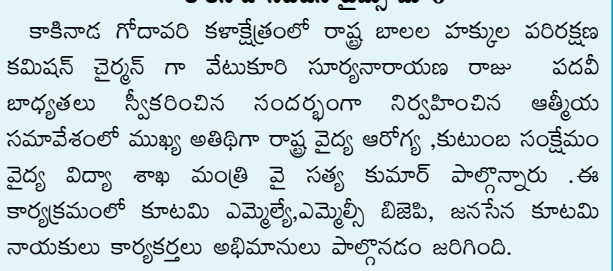 కాకినాడ గోదావరి కళాక్షేత్రంలో రాష్ట్ర బాలల హక్కుల పరిరక్షణ
కమిషన్ చైర్మన్ గా వేటుకూరి సూర్యనారాయణ రాజు పదవీ
బాధ్యతలు స్వీకరించిన సందర్భంగా నిర్వహించిన ఆత్మీయ
సమావేశంలో ముఖ్య అతిథిగా రాష్ట్ర వైద్య ఆరోగ్య ,కుటుంబ సంక్షేమం
వైద్య విద్యా శాఖ మంత్రి వై సత్య కుమార్ పాల్గొన్నారు .ఈ
కార్యక్రమంలో కూటమి ఎమ్మెల్యే,ఎమ్మెల్సీ బిజెపి, జనసేన కూటమి
నాయకులు కార్యకర్తలు అభిమానులు పాల్గొనడం జరిగింది.